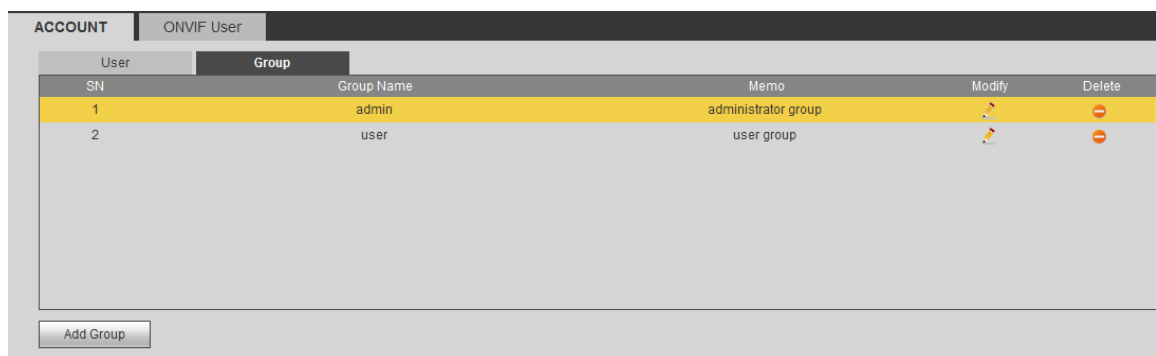 ACCOUNT ONVIF User
User Group
SN Group Name Memo Modify Delete
1 admin administrator group
2 user user group
Add Group